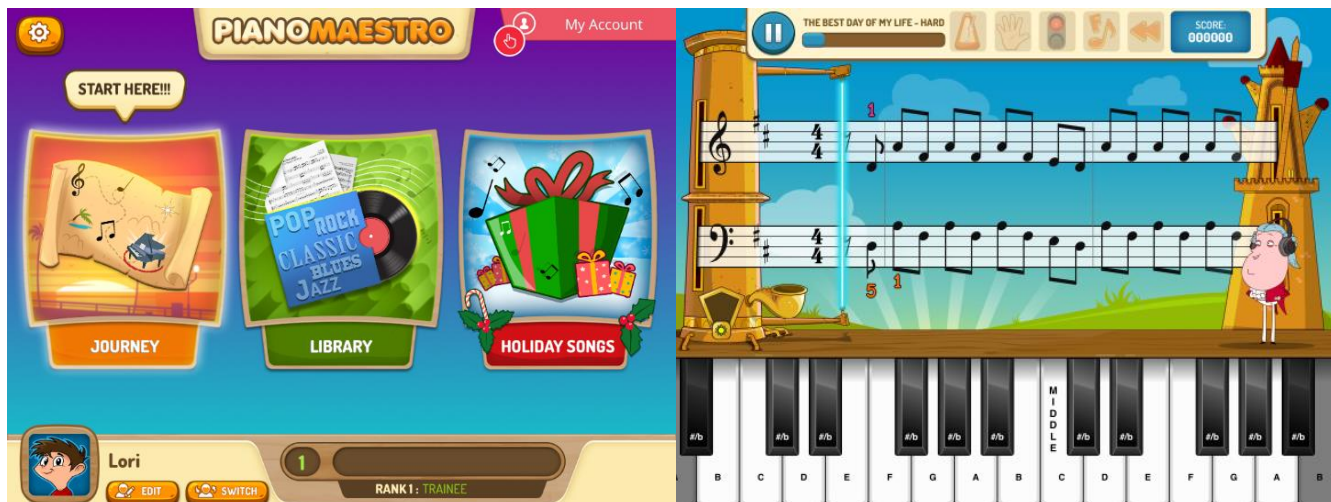 PIANOMAESTRO
My Account
START HERE!!!
POP ROCK
CLASSIC
BLUES
JAZZ
JOURNEY
LIBRARY
HOLIDAY SONGS
Lori
EDIT
SWITCH
1
RANK 1 : TRAINEE
THE BEST DAY OF MY LIFE - HARD
SCORE:
000000
1
4
4
4
4
5
1
MIDDLE
#/b #/b #/b #/b #/b #/b #/b #/b #/b #/b #/b
B C D E F G A B C D E F G A B